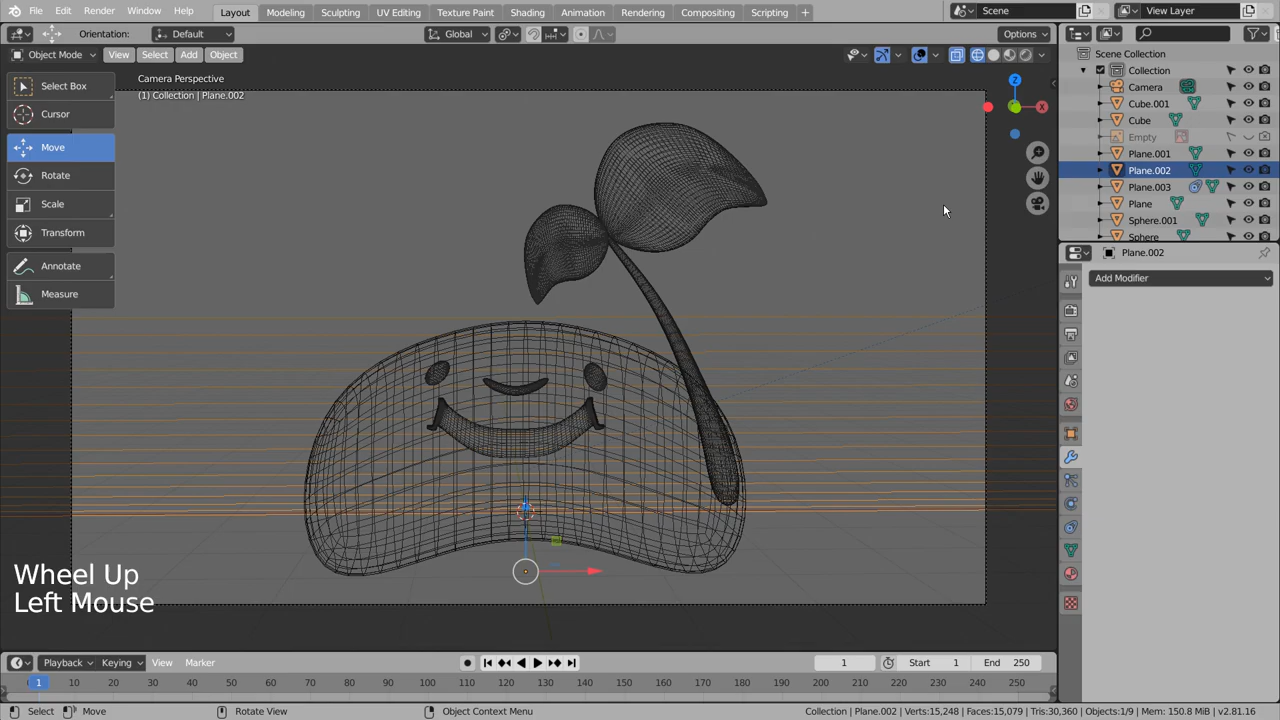 File Edit Render Window Help Layout Modeling Sculpting UV Editing Texture Paint Shading Animation Rendering Compositing Scripting + Scene View Layer
Orientation: Default Global Options
Object Mode View Select Add Object
Scene Collection
Collection
Camera
Cube.001
Cube
Empty
Plane.001
Plane.002
Plane.003
Plane
Sphere.001
Sphere
Select Box
Cursor
Move
Rotate
Scale
Transform
Annotate
Measure
Camera Perspective
(1) Collection | Plane.002
Z
X
Plane.002
Add Modifier
Wheel Up
Left Mouse
Playback Keying View Marker 1 Start 1 End 250
1 10 20 30 40 50 60 70 80 90 100 110 120 130 140 150 160 170 180 190 200 210 220 230 240 250
Select Move Rotate View Object Context Menu Collection | Plane.002 | Verts:15,248 | Faces:15,079 | Tris:30,360 | Objects:1/9 | Mem: 150.8 MiB | v2.81.16